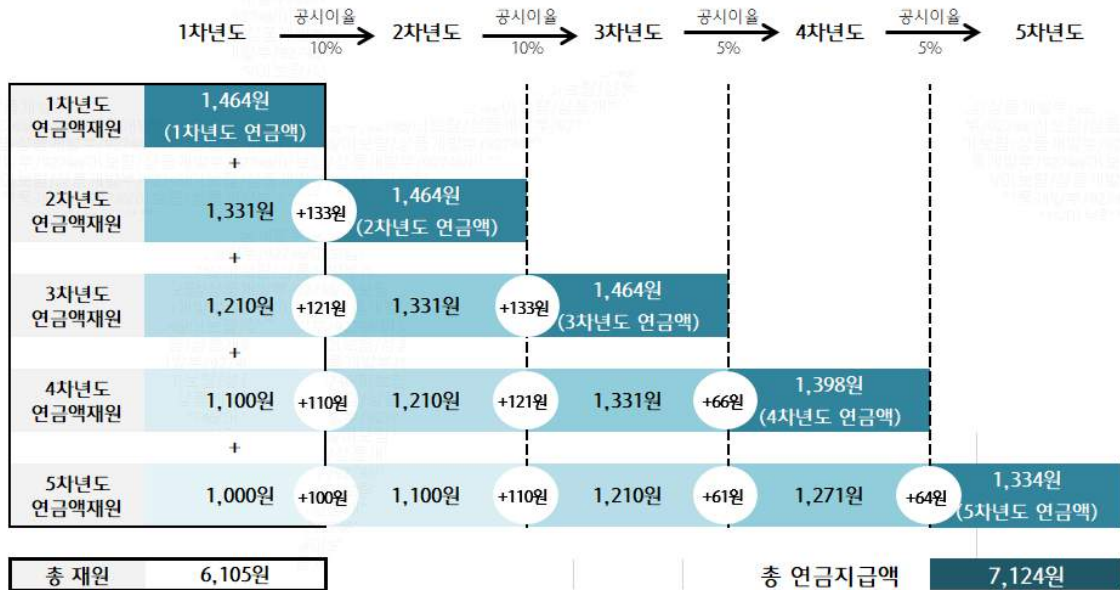 공시이율 공시이율 공시이율 공시이율
1차년도 2차년도 3차년도 4차년도 5차년도
10% 10% 5% 5%
1차년도 1,464원
연금액재원 (1차년도 연금액)
+
2차년도 1,331원 +133원 1,464원
연금액재원 (2차년도 연금액)
+
3차년도 1,210원 +121원 1,331원 +133원 1,464원
연금액재원 (3차년도 연금액)
+
4차년도 1,100원 +110원 1,210원 +121원 1,331원 +66원 1,398원
연금액재원 (4차년도 연금액)
+
5차년도 1,000원 +100원 1,100원 +110원 1,210원 +61원 1,271원 +64원 1,334원
연금액재원 (5차년도 연금액)
총 재원 6,105원 총 연금지급액 7,124원